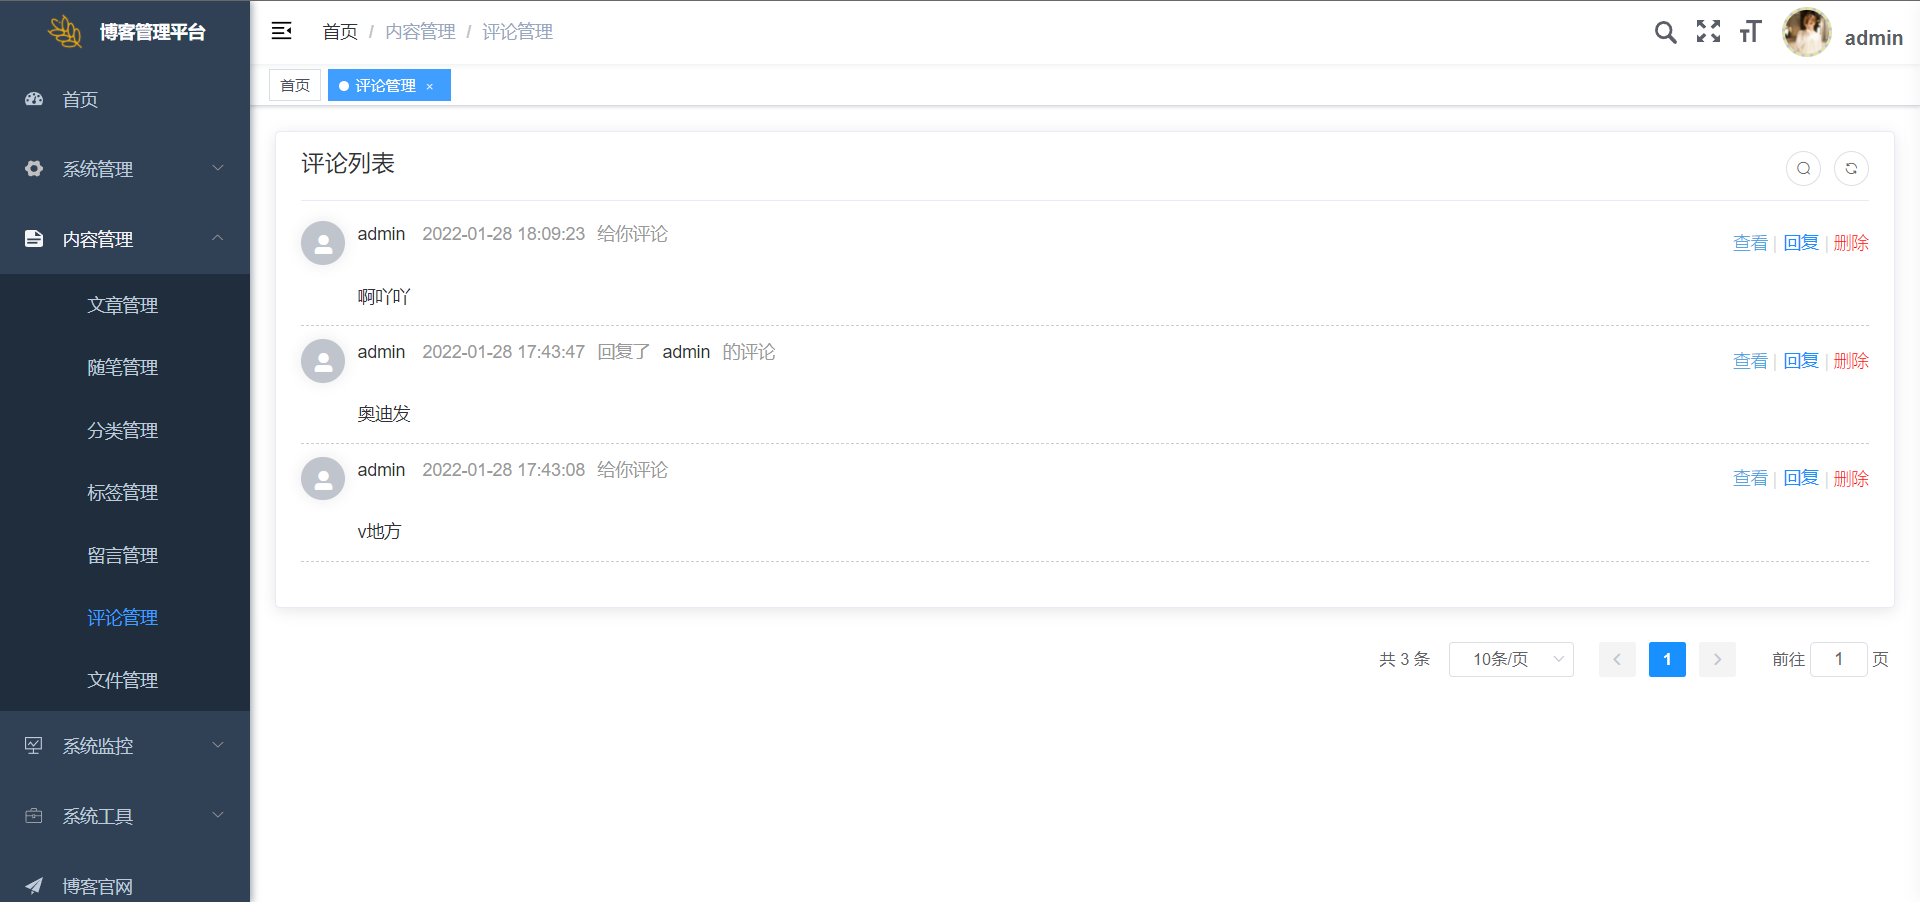 博客管理平台
首页
系统管理
内容管理
文章管理
随笔管理
分类管理
标签管理
留言管理
评论管理
文件管理
系统监控
系统工具
博客官网
首页 / 内容管理 / 评论管理
admin
首页
评论管理 ×
评论列表
admin 2022-01-28 18:09:23 给你评论
查看 | 回复 | 删除
啊吖吖
admin 2022-01-28 17:43:47 回复了 admin 的评论
查看 | 回复 | 删除
奥迪发
admin 2022-01-28 17:43:08 给你评论
查看 | 回复 | 删除
v地方
共 3 条 10条/页 1 前往 1 页